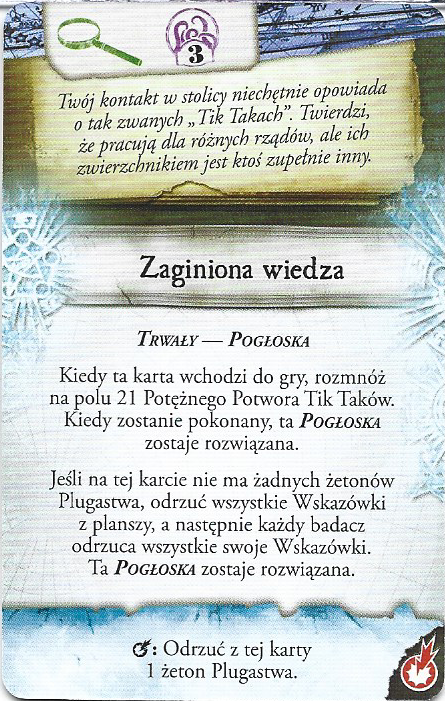 3
Twój kontakt w stolicy niechętnie opowiada
o tak zwanych „Tik Takach”. Twierdzi,
że pracują dla różnych rządów, ale ich
zwierzchnikiem jest ktoś zupełnie inny.
Zaginiona wiedza
Trwały — Pogłoska
Kiedy ta karta wchodzi do gry, rozmnóż
na polu 21 Potężnego Potwora Tik Taków.
Kiedy zostanie pokonany, ta Pogłoska
zostaje rozwiązana.
Jeśli na tej karcie nie ma żadnych żetonów
Plugastwa, odrzuć wszystkie Wskazówki
z planszy, a następnie każdy badacz
odrzuca wszystkie swoje Wskazówki.
Ta Pogłoska zostaje rozwiązana.
: Odrzuć z tej karty
1 żeton Plugastwa.